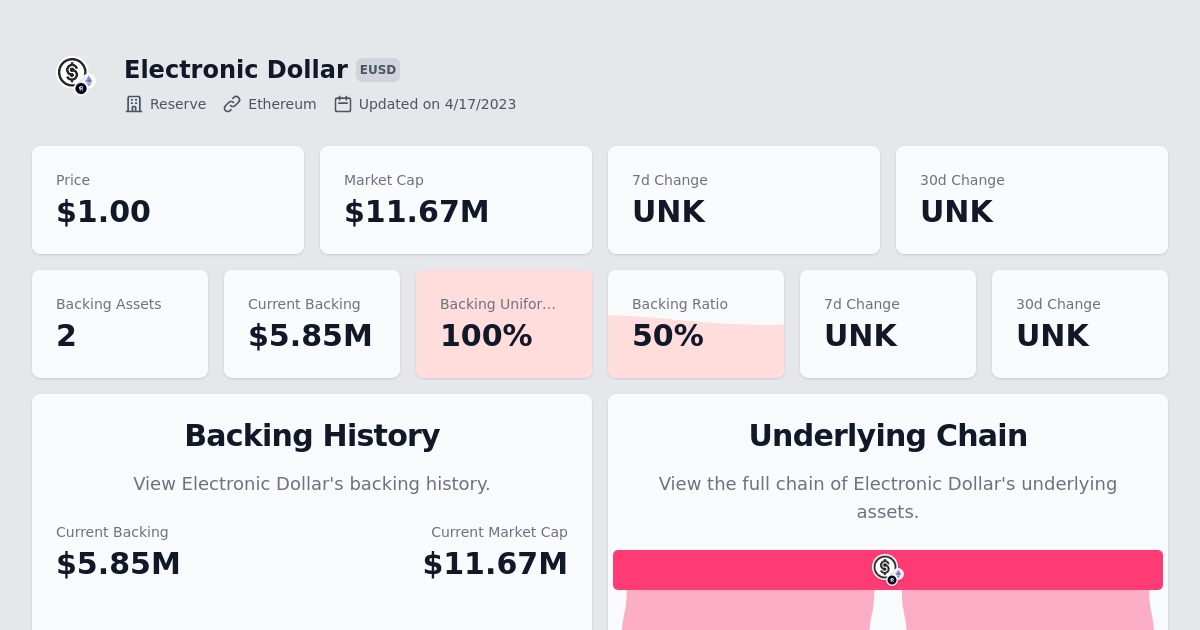 Electronic Dollar EUSD
Reserve Ethereum Updated on 4/17/2023
Price
$1.00
Market Cap
$11.67M
7d Change
UNK
30d Change
UNK
Backing Assets
2
Current Backing
$5.85M
Backing Unifor...
100%
Backing Ratio
50%
7d Change
UNK
30d Change
UNK
Backing History
View Electronic Dollar's backing history.
Current Backing
$5.85M
Current Market Cap
$11.67M
Underlying Chain
View the full chain of Electronic Dollar's underlying
assets.